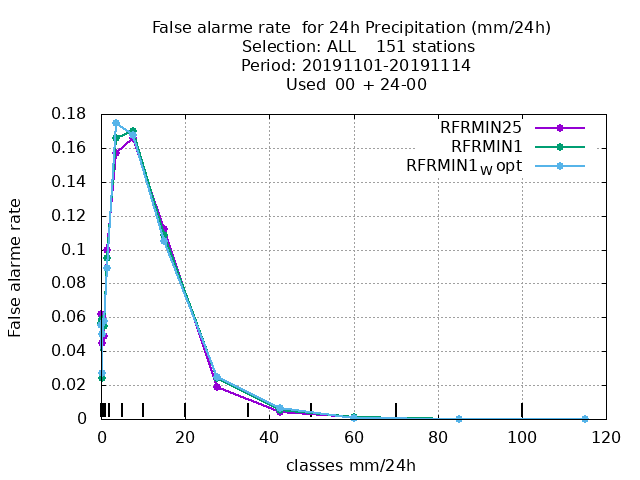 False alarme rate  for 24h Precipitation (mm/24h)
Selection: ALL    151 stations
Period: 20191101-20191114
Used  00  + 24-00
RFRMIN25
RFRMIN1
RFRMIN1W opt
False alarme rate
0.18
0.16
0.14
0.12
0.1
0.08
0.06
0.04
0.02
0
0 20 40 60 80 100 120
classes mm/24h